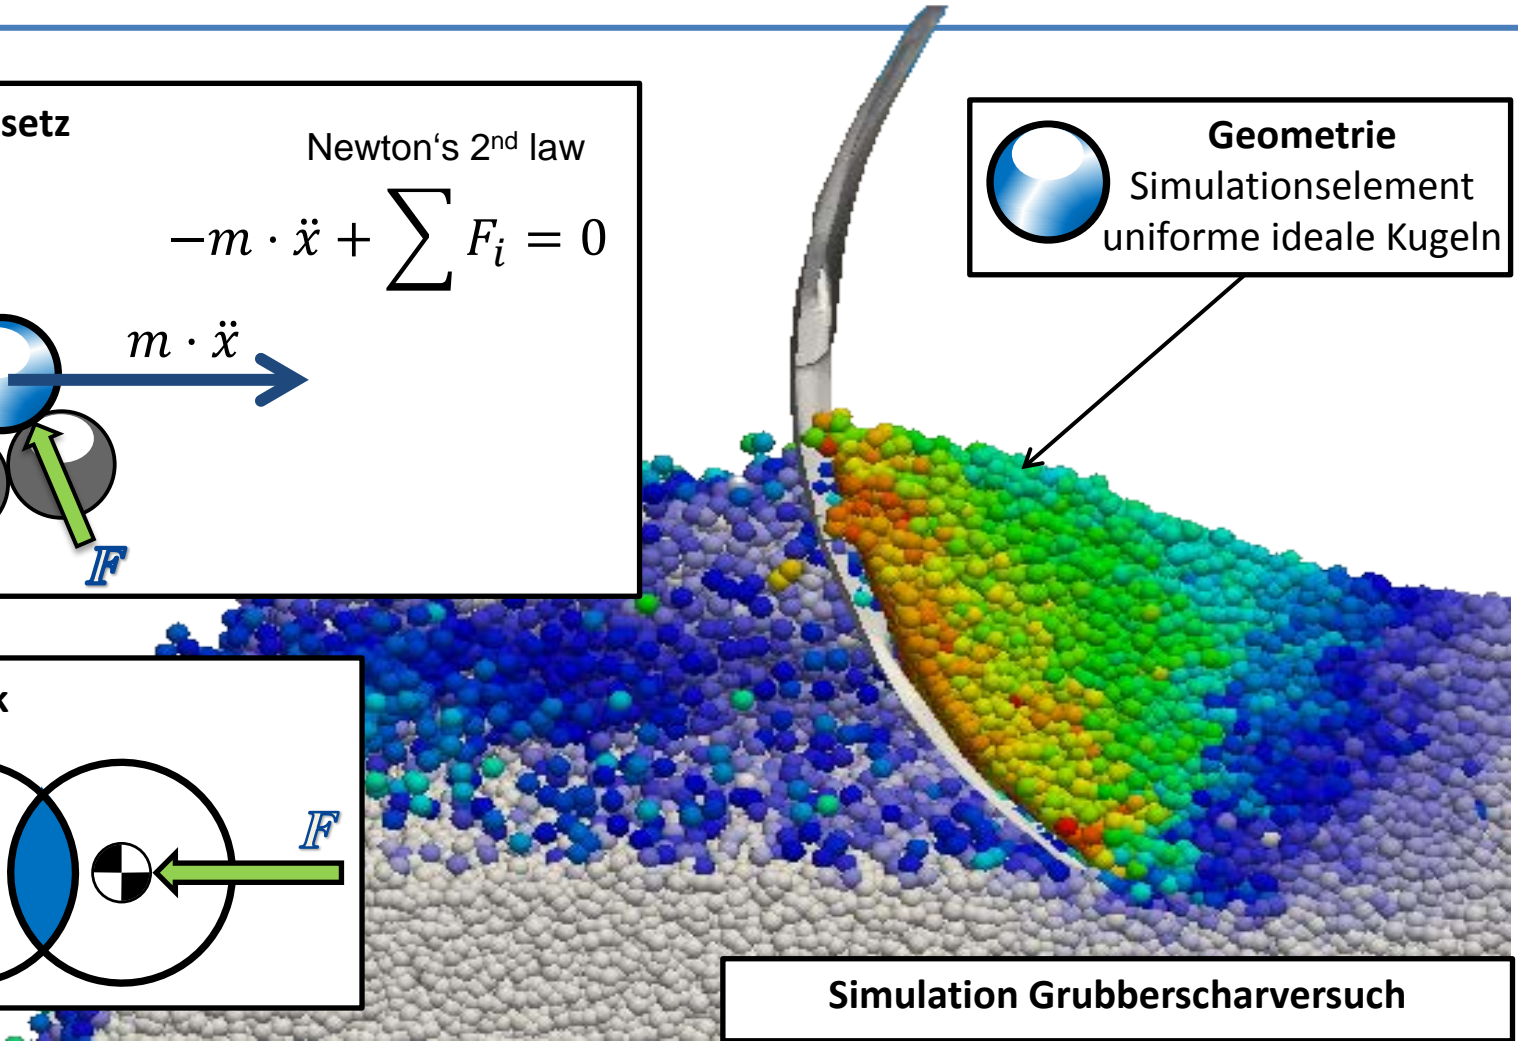 setz
Newton‘s 2nd law
−m · ẍ + ∑ Fᵢ = 0
m · ẍ
𝔽
Geometrie
Simulationselement
uniforme ideale Kugeln
k
𝔽
Simulation Grubberscharversuch